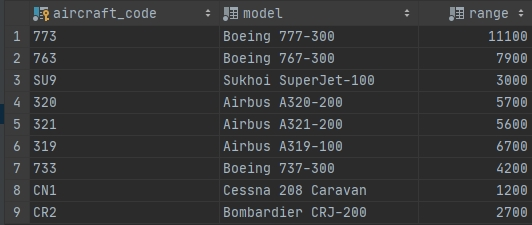 aircraft_code model range
1 773 Boeing 777-300 11100
2 763 Boeing 767-300 7900
3 SU9 Sukhoi SuperJet-100 3000
4 320 Airbus A320-200 5700
5 321 Airbus A321-200 5600
6 319 Airbus A319-100 6700
7 733 Boeing 737-300 4200
8 CN1 Cessna 208 Caravan 1200
9 CR2 Bombardier CRJ-200 2700